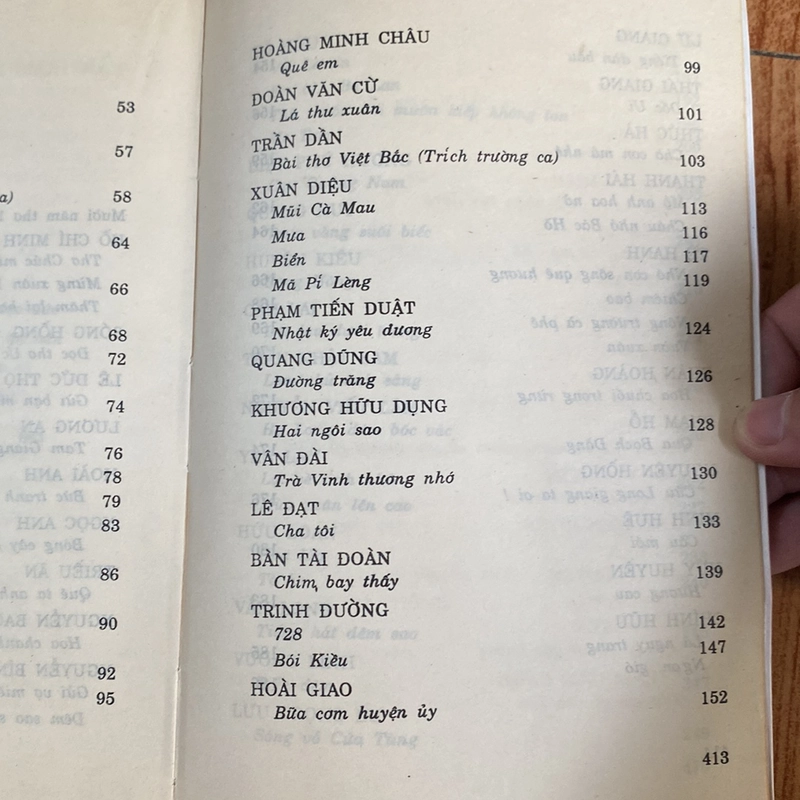 53
57
a)
58
64
66
68
72
74
76
78
79
83
86
90
92
95
HOÀNG MINH CHÂU
Quê em 99
ĐOÀN VĂN CỪ
Lá thư xuân 101
TRẦN DẦN
Bài thơ Việt Bắc (Trích trường ca) 103
XUÂN DIỆU
Mũi Cà Mau 113
Mưa 116
Biển 117
Mã Pí Lèng 119
PHẠM TIẾN DUẬT
Nhật ký yêu đương 124
QUANG DŨNG
Đường trăng 126
KHƯƠNG HỮU DỤNG
Hai ngôi sao 128
VÂN ĐÀI
Trà Vinh thương nhớ 130
LÊ ĐẠT
Cha tôi 133
BÀN TÀI ĐOÀN
Chim, bay thấy 139
TRINH ĐƯỜNG
728 142
Bói Kiều 147
HOÀI GIAO
Bữa cơm huyện ủy 152
413